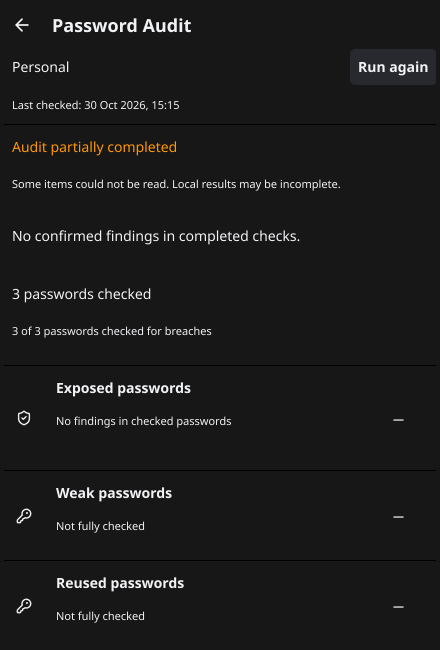 Password Audit
Personal
Run again
Last checked: 30 Oct 2026, 15:15
Audit partially completed
Some items could not be read. Local results may be incomplete.
No confirmed findings in completed checks.
3 passwords checked
3 of 3 passwords checked for breaches
Exposed passwords
No findings in checked passwords
—
Weak passwords
Not fully checked
—
Reused passwords
Not fully checked
—